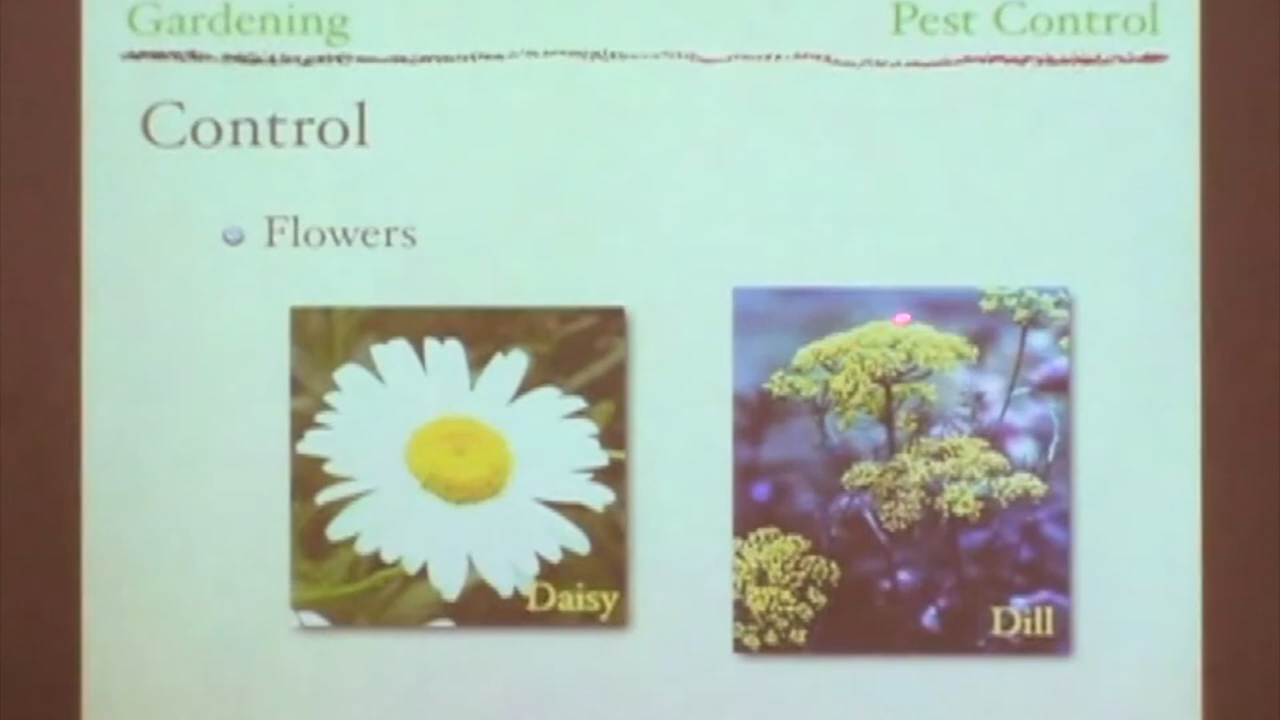 Gardening Pest Control
Control
Flowers
Daisy
Dill